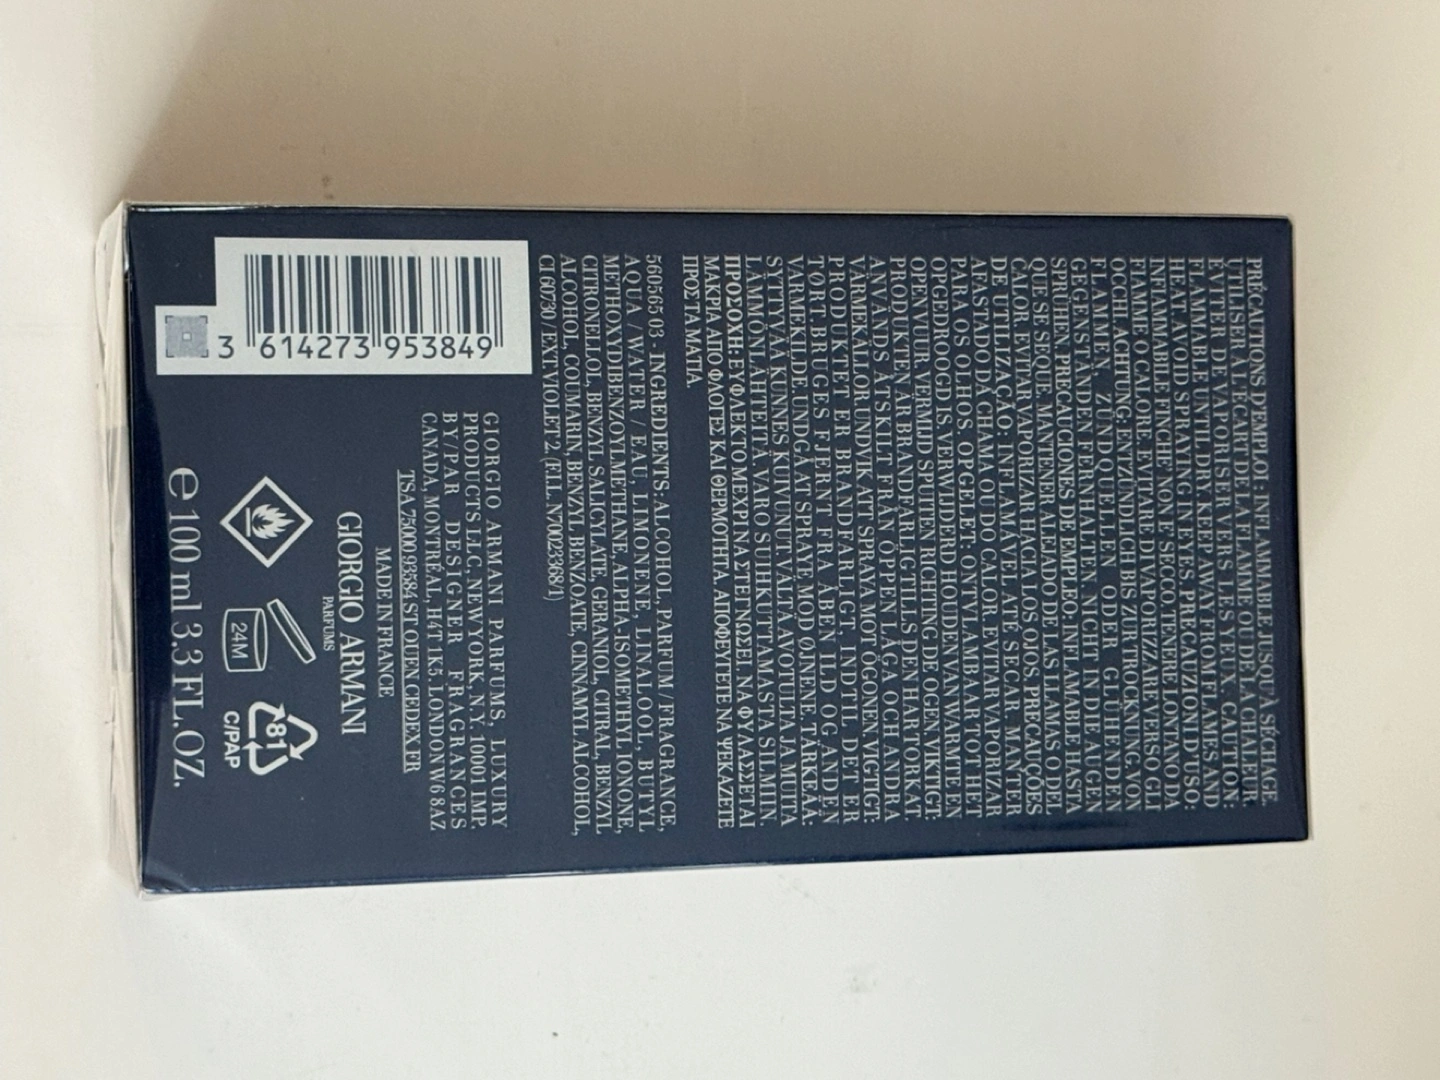 PRÉCAUTIONS D'EMPLOI: INFLAMMABLE JUSQU'À SÉCHAGE.
UTILISER À L'ÉCART DE LA FLAMME OU DE LA CHALEUR.
ÉVITER DE VAPORISER VERS LES YEUX. CAUTION:
FLAMMABLE UNTIL DRY. KEEP AWAY FROM FLAMES AND
HEAT. AVOID SPRAYING IN EYES. PRECAUZIONI D'USO:
INFIAMMABILE FINCHÉ NON È SECCO. TENERE LONTANO DA
FIAMME O CALORE. EVITARE DI VAPORIZZARE VERSO GLI
OCCHI. ACHTUNG: ENTZÜNDLICH BIS ZUR TROCKNUNG. VON
FLAMMEN, ZÜNDQUELLEN ODER GLÜHENDEN
GEGENSTÄNDEN FERNHALTEN. NICHT IN DIE AUGEN
SPRÜHEN. PRECAUCIONES DE EMPLEO: INFLAMABLE HASTA
QUE SE SEQUE. MANTENER ALEJADO DE LAS LLAMAS O DEL
CALOR. EVITAR VAPORIZAR HACIA LOS OJOS. PRECAUÇÕES
DE UTILIZAÇÃO: INFLAMÁVEL ATÉ SECAR. MANTER
AFASTADO DA CHAMA OU DO CALOR. EVITAR VAPORIZAR
PARA OS OLHOS. OPGELET: ONTVLAMBAAR TOT HET
OPGEDROOGD IS. VERWIJDERD HOUDEN VAN WARMTE EN
OPEN VUUR. VERMIJD SPUITEN RICHTING DE OGEN. VIKTIGT:
PRODUKTEN ÄR BRANDFARLIG TILLS DEN HAR TORKAT.
ANVÄNDS ÅTSKILT FRÅN ÖPPEN LÅGA OCH ANDRA
VÄRMEKÄLLOR. UNDVIK ATT SPRAYA MOT ÖGONEN. VIGTIGT:
PRODUKTET ER BRANDFARLIGT, INDTIL DET ER
TØRT. BRUGES FJERNT FRA ÅBEN ILD OG ANDEN
VARMEKILDE. UNDGÅ AT SPRAYE MOD ØJNENE. TÄRKEÄÄ:
SYTTYVÄÄ KUNNES KUIVUNUT. VÄLTÄ AVOTULTA JA MUITA
LÄMMÖNLÄHTEITÄ. VARO SUIHKUTTAMASTA SILMIIN.
ΠΡΟΣΟΧΗ: ΕΥΦΛΕΚΤΟ ΜΕΧΡΙ ΝΑ ΣΤΕΓΝΩΣΕΙ. ΝΑ ΦΥΛΑΣΣΕΤΑΙ
ΜΑΚΡΙΑ ΑΠΟ ΦΛΟΓΕΣ ΚΑΙ ΘΕΡΜΟΤΗΤΑ. ΑΠΟΦΕΥΓΕΤΕ ΝΑ ΨΕΚΑΖΕΤΕ
ΠΡΟΣ ΤΑ ΜΑΤΙΑ.
560565 03 - INGREDIENTS: ALCOHOL, PARFUM / FRAGRANCE,
AQUA / WATER / EAU, LIMONENE, LINALOOL, BUTYL
METHOXYDIBENZOYLMETHANE, ALPHA-ISOMETHYL IONONE,
CITRONELLOL, BENZYL SALICYLATE, GERANIOL, CITRAL, BENZYL
ALCOHOL, COUMARIN, BENZYL BENZOATE, CINNAMYL ALCOHOL,
CI 60730 / EXT. VIOLET 2. (F.I.L. N70023368/1)
3 614273 953849
GIORGIO ARMANI PARFUMS, LUXURY
PRODUCTS LLC, NEW YORK, N.Y. 10001 IMP.
BY/PAR DESIGNER FRAGRANCES
CANADA, MONTREAL, H4T 1K5. LONDON W6 8AZ
TSA 75000 93584 ST OUEN CEDEX FR
MADE IN FRANCE
GIORGIO ARMANI
PARFUMS
24M
81
C/PAP
℮ 100 ml 3,3 FL. OZ.